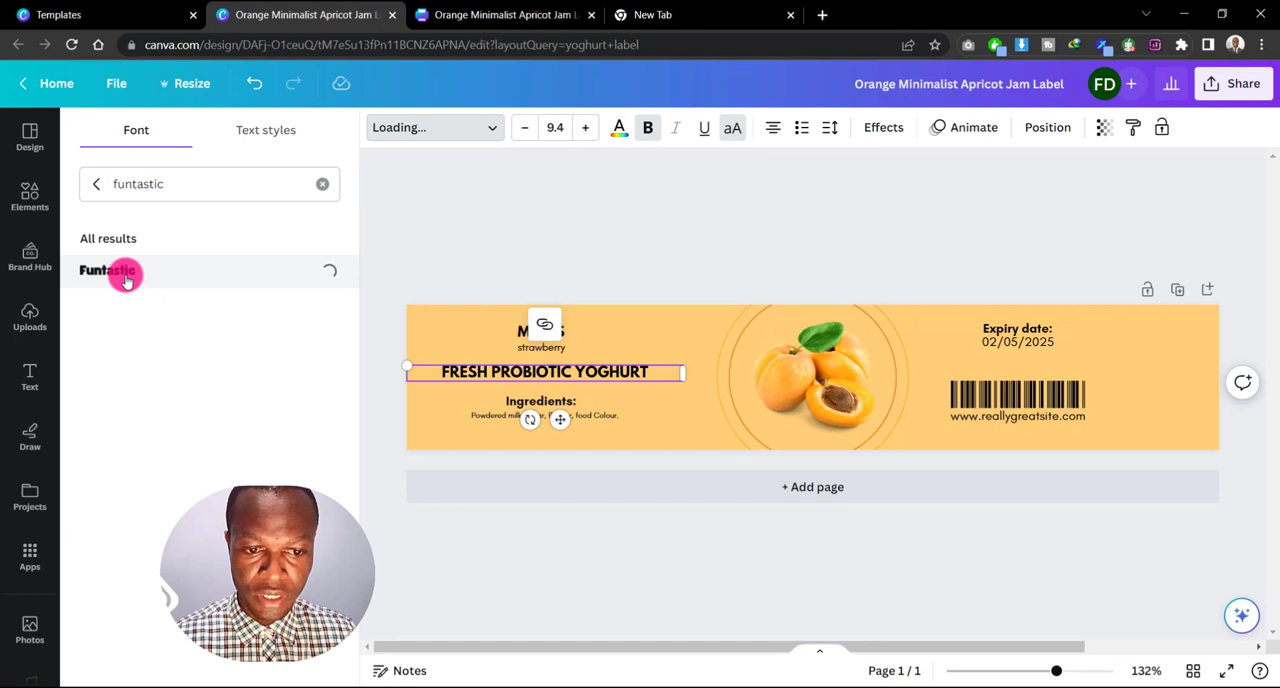 Templates
Orange Minimalist Apricot Jam L
Orange Minimalist Apricot Jam L
New Tab
canva.com/design/DAFj-O1ceuQ/tM7eSu13fPn11BCNZ6APNA/edit?layoutQuery=yoghurt+label
Home
File
Resize
Orange Minimalist Apricot Jam Label
FD
+
Share
Design
Elements
Brand Hub
Uploads
Text
Draw
Projects
Apps
Photos
Font
Text styles
funtastic
All results
Funtastic
Loading...
– 9.4 +
A
B
I
U
aA
Effects
Animate
Position
strawberry
FRESH PROBIOTIC YOGHURT
Ingredients:
food Colour.
Expiry date:
02/05/2025
www.reallygreatsite.com
+ Add page
Notes
Page 1 / 1
132%